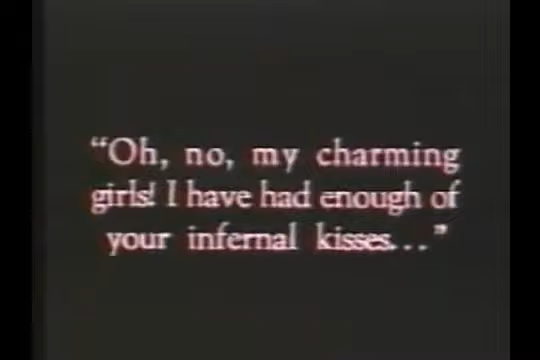 “Oh, no, my charming
girls! I have had enough of
your infernal kisses...”